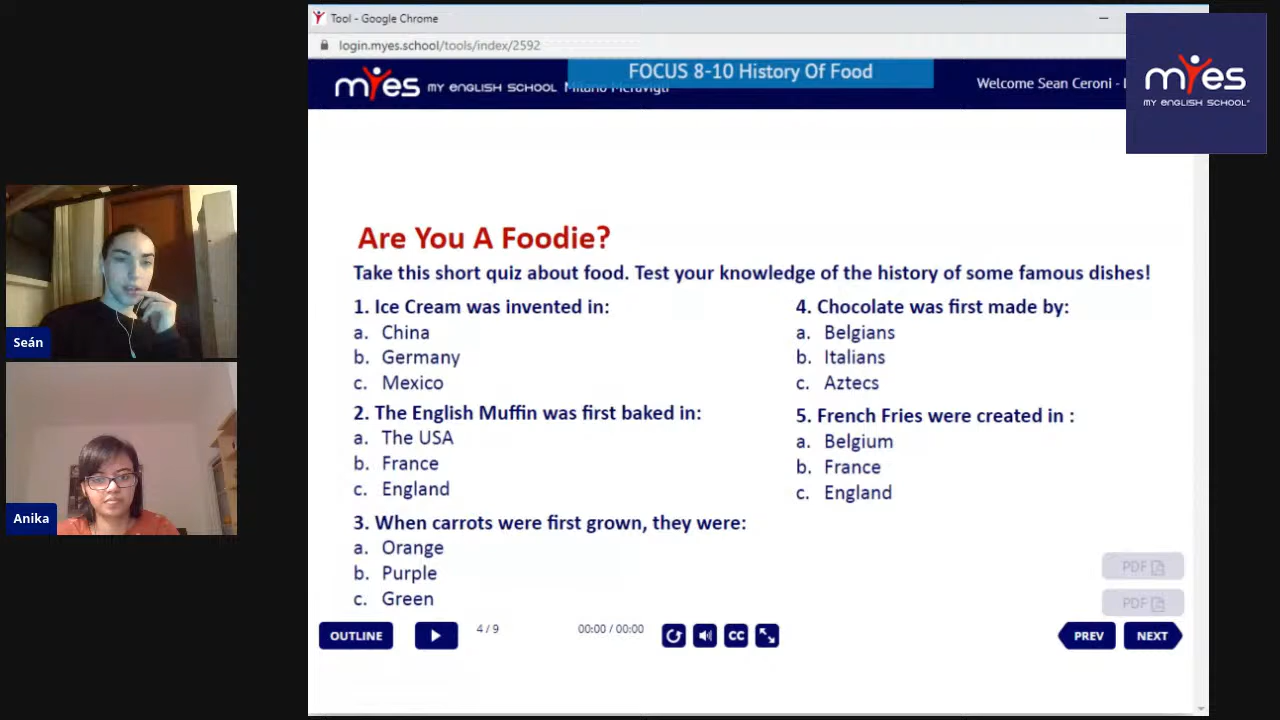 Tool - Google Chrome
login.myes.school/tools/index/2592
FOCUS 8-10 History Of Food
myes MY ENGLISH SCHOOL Milano Meravigli
Welcome Sean Ceroni -
myes
MY ENGLISH SCHOOL
Are You A Foodie?
Take this short quiz about food. Test your knowledge of the history of some famous dishes!
1. Ice Cream was invented in:
a. China
b. Germany
c. Mexico
2. The English Muffin was first baked in:
a. The USA
b. France
c. England
3. When carrots were first grown, they were:
a. Orange
b. Purple
c. Green
4. Chocolate was first made by:
a. Belgians
b. Italians
c. Aztecs
5. French Fries were created in :
a. Belgium
b. France
c. England
Seán
Anika
PDF
PDF
OUTLINE
4 / 9
00:00 / 00:00
CC
PREV
NEXT